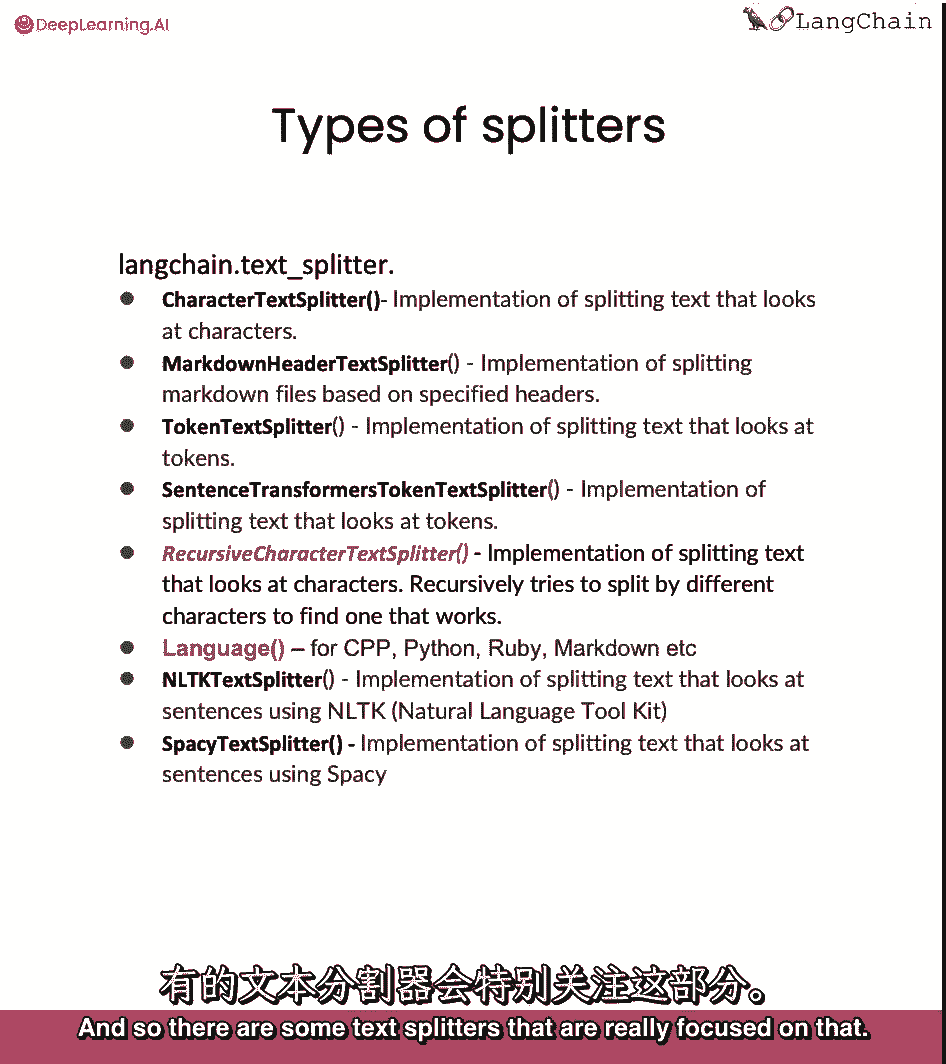 DeepLearning.AI
LangChain
Types of splitters
langchain.text_splitter.
● CharacterTextSplitter()- Implementation of splitting text that looks
at characters.
● MarkdownHeaderTextSplitter() - Implementation of splitting
markdown files based on specified headers.
● TokenTextSplitter() - Implementation of splitting text that looks at
tokens.
● SentenceTransformersTokenTextSplitter() - Implementation of
splitting text that looks at tokens.
● RecursiveCharacterTextSplitter() - Implementation of splitting text
that looks at characters. Recursively tries to split by different
characters to find one that works.
● Language() – for CPP, Python, Ruby, Markdown etc
● NLTKTextSplitter() - Implementation of splitting text that looks at
sentences using NLTK (Natural Language Tool Kit)
● SpacyTextSplitter() - Implementation of splitting text that looks at
sentences using Spacy
有的文本分割器会特别关注这部分。
And so there are some text splitters that are really focused on that.